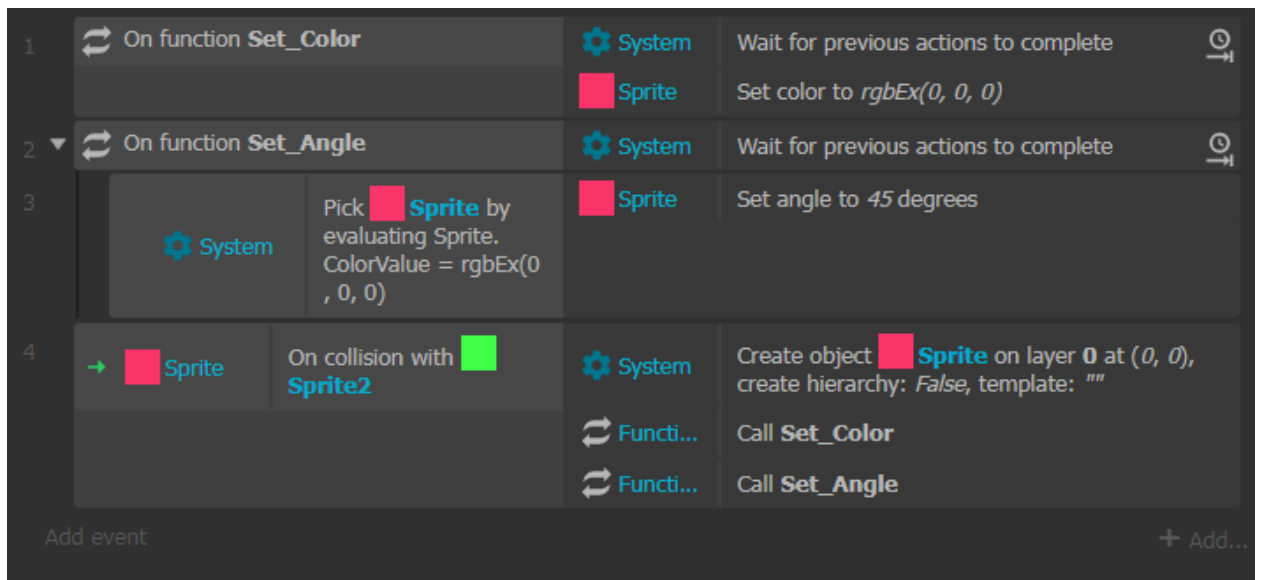 1
On function Set_Color
System
Wait for previous actions to complete
Sprite
Set color to rgbEx(0, 0, 0)
2
On function Set_Angle
System
Wait for previous actions to complete
3
System
Pick Sprite by
evaluating Sprite.
ColorValue = rgbEx(0
, 0, 0)
Sprite
Set angle to 45 degrees
4
Sprite
On collision with
Sprite2
System
Create object Sprite on layer 0 at (0, 0),
create hierarchy: False, template: ""
Functi...
Call Set_Color
Functi...
Call Set_Angle
Add event
+ Add...